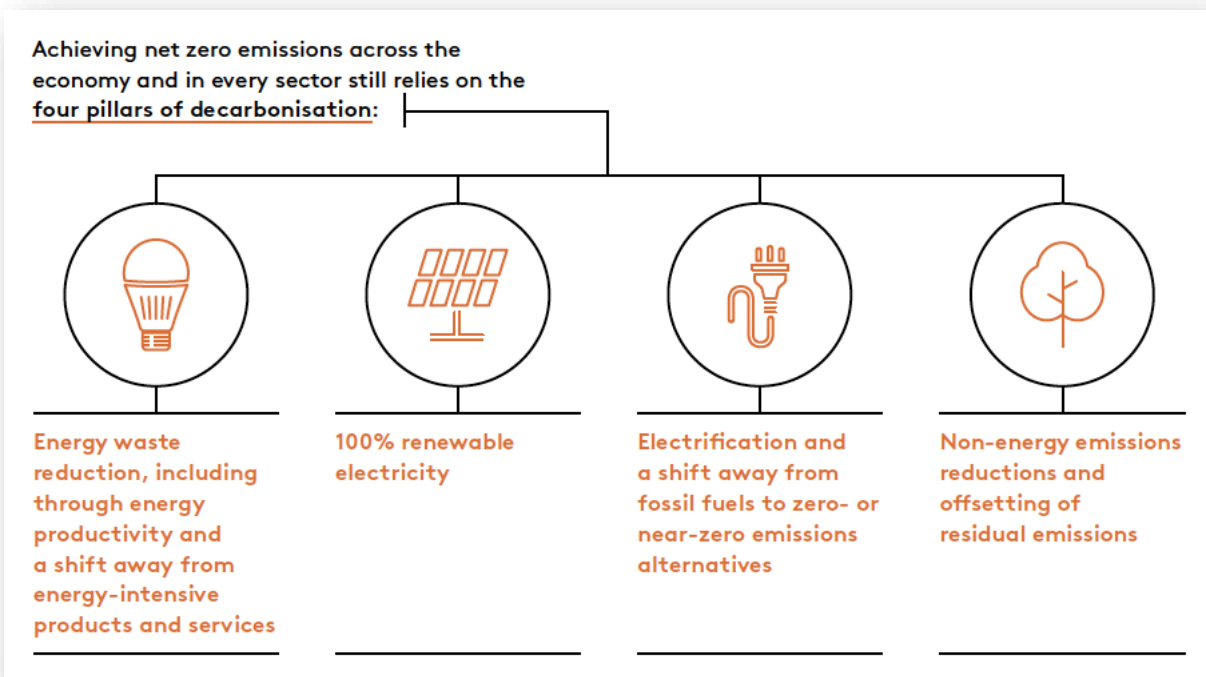 Achieving net zero emissions across the
economy and in every sector still relies on the
four pillars of decarbonisation:
Energy waste
reduction, including
through energy
productivity and
a shift away from
energy-intensive
products and services
100% renewable
electricity
Electrification and
a shift away from
fossil fuels to zero- or
near-zero emissions
alternatives
Non-energy emissions
reductions and
offsetting of
residual emissions